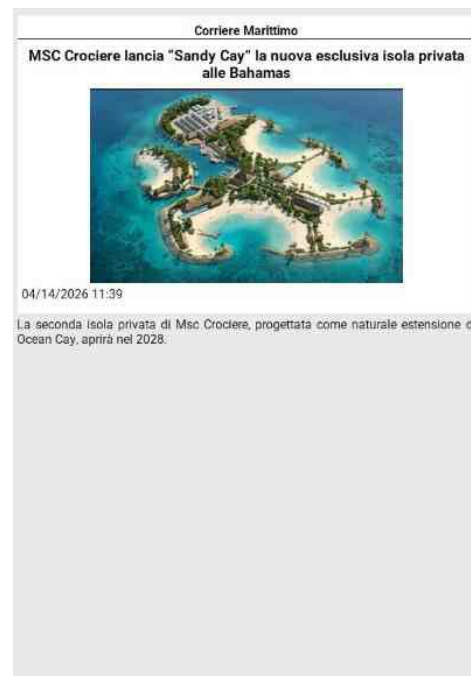 Corriere Marittimo
MSC Crociere lancia "Sandy Cay" la nuova esclusiva isola privata
alle Bahamas
04/14/2026 11:39
La seconda isola privata di Msc Crociere, progettata come naturale estensione
Ocean Cay, aprirà nel 2028.